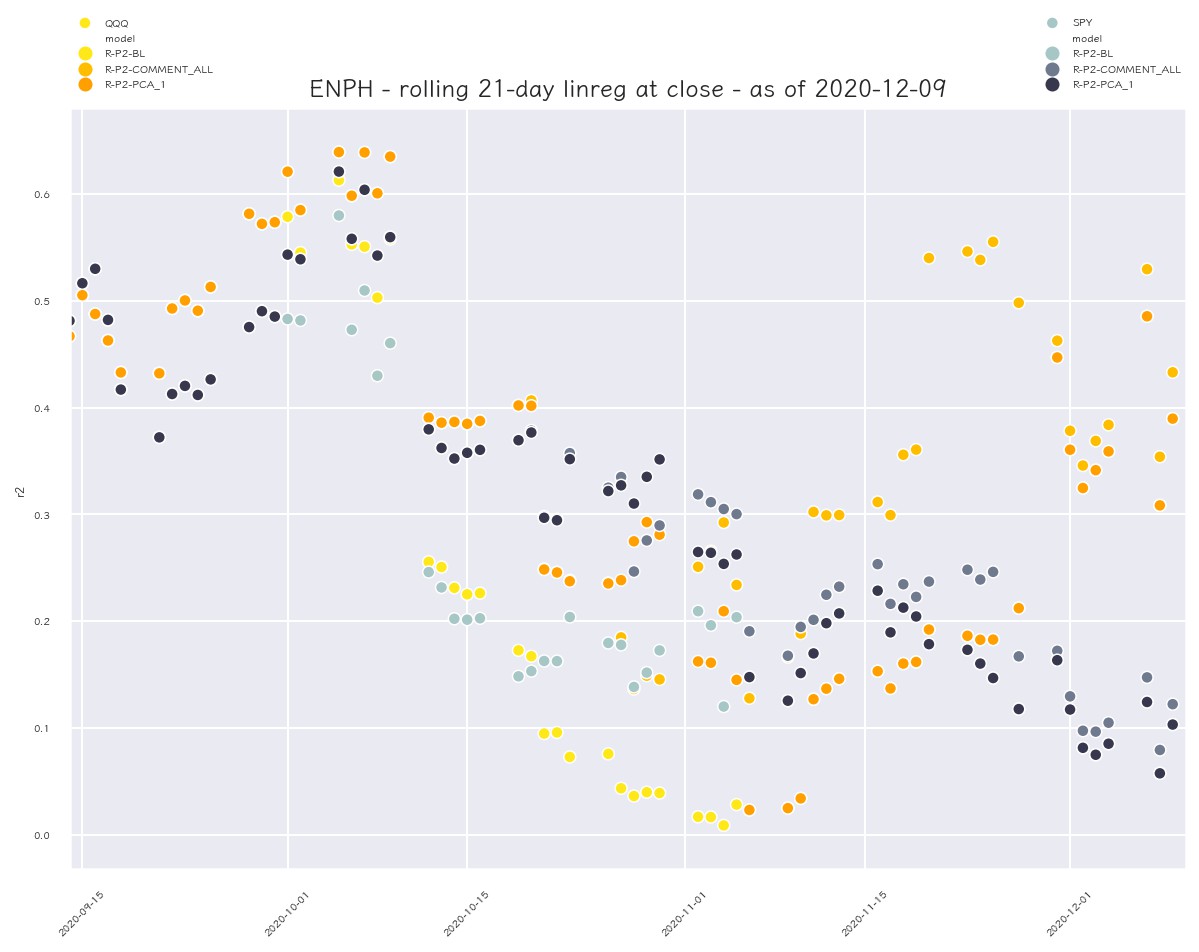 QQQ
model
R-P2-BL
R-P2-COMMENT_ALL
R-P2-PCA_1
SPY
model
R-P2-BL
R-P2-COMMENT_ALL
R-P2-PCA_1
ENPH - rolling 21-day linreg at close - as of 2020-12-09
r2
0.6
0.5
0.4
0.3
0.2
0.1
0.0
2020-09-15
2020-10-01
2020-10-15
2020-11-01
2020-11-15
2020-12-01